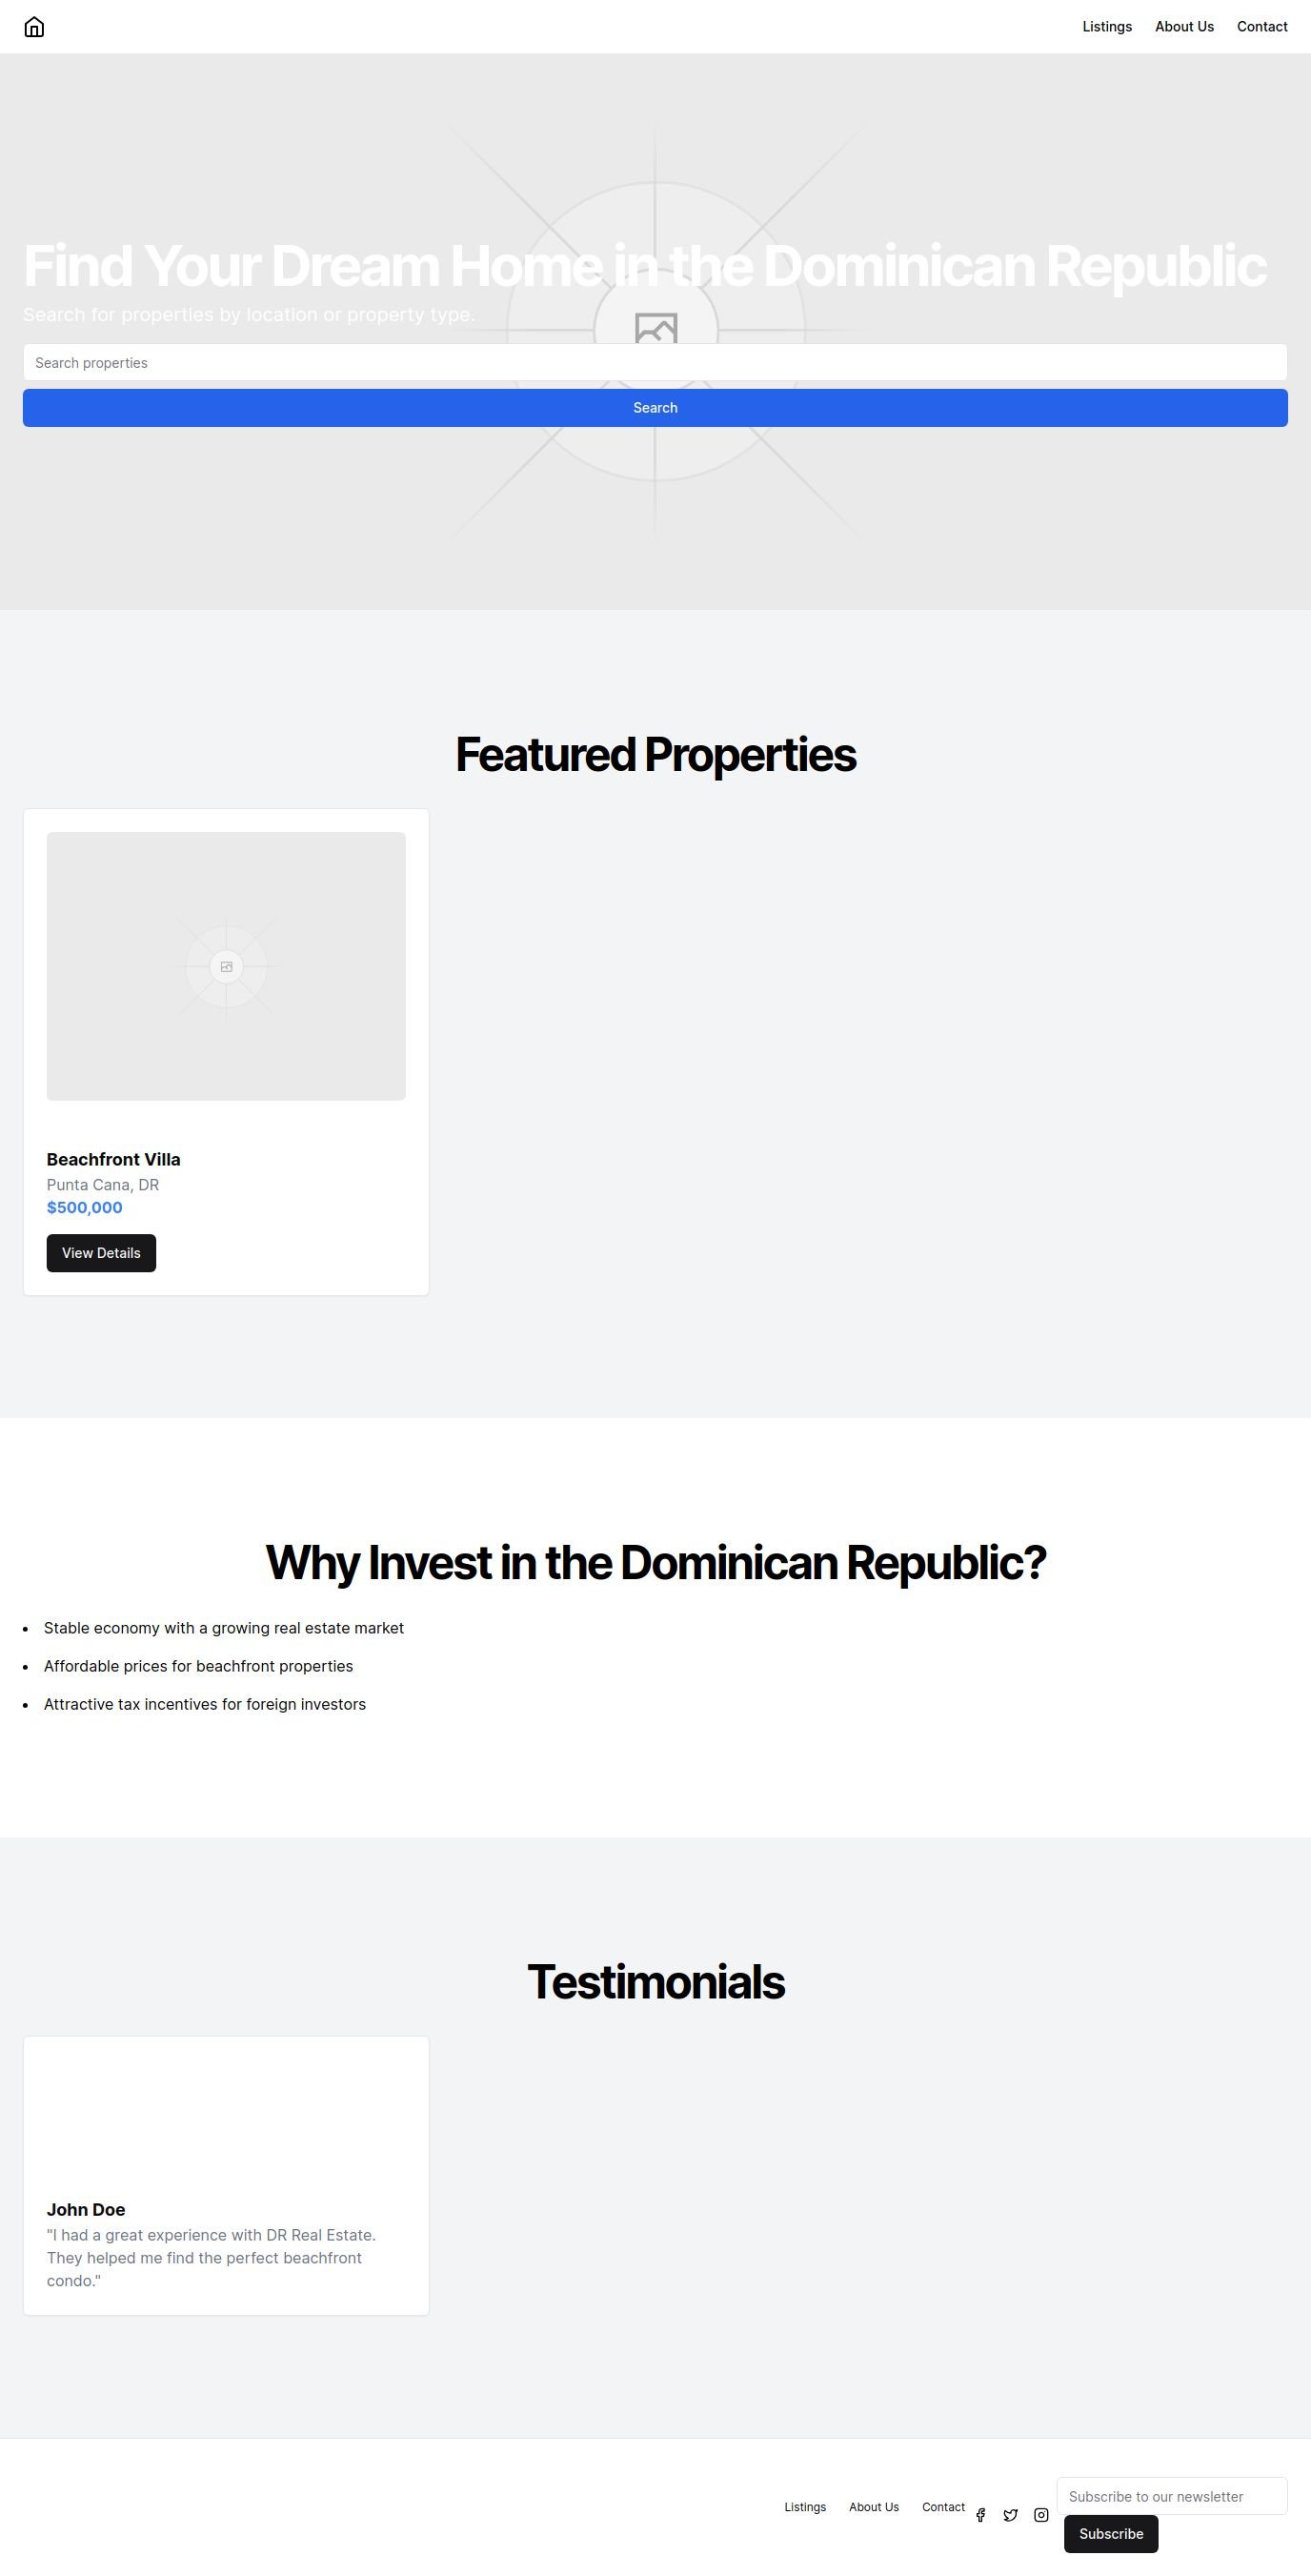 Listings About Us Contact
Find Your Dream Home in the Dominican Republic
Search for properties by location or property type.
Search properties
Search
Featured Properties
Beachfront Villa
Punta Cana, DR
$500,000
View Details
Why Invest in the Dominican Republic?
• Stable economy with a growing real estate market
• Affordable prices for beachfront properties
• Attractive tax incentives for foreign investors
Testimonials
John Doe
"I had a great experience with DR Real Estate.
They helped me find the perfect beachfront
condo."
Listings About Us Contact
Subscribe to our newsletter
Subscribe